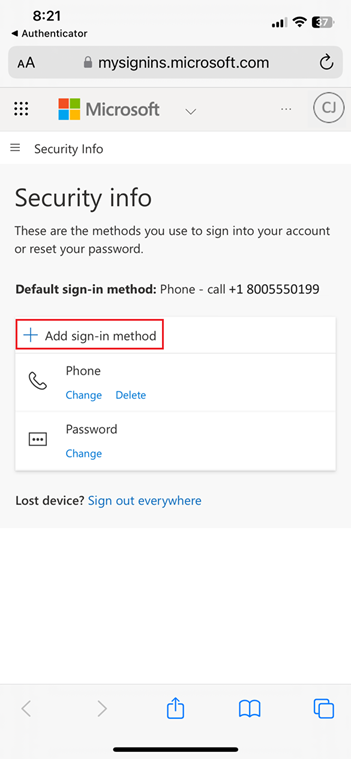 8:21
37
◀ Authenticator
AA mysignins.microsoft.com
Microsoft ... CJ
Security Info
Security info
These are the methods you use to sign into your account
or reset your password.
Default sign-in method: Phone - call +1 8005550199
+ Add sign-in method
Phone
Change Delete
Password
Change
Lost device? Sign out everywhere